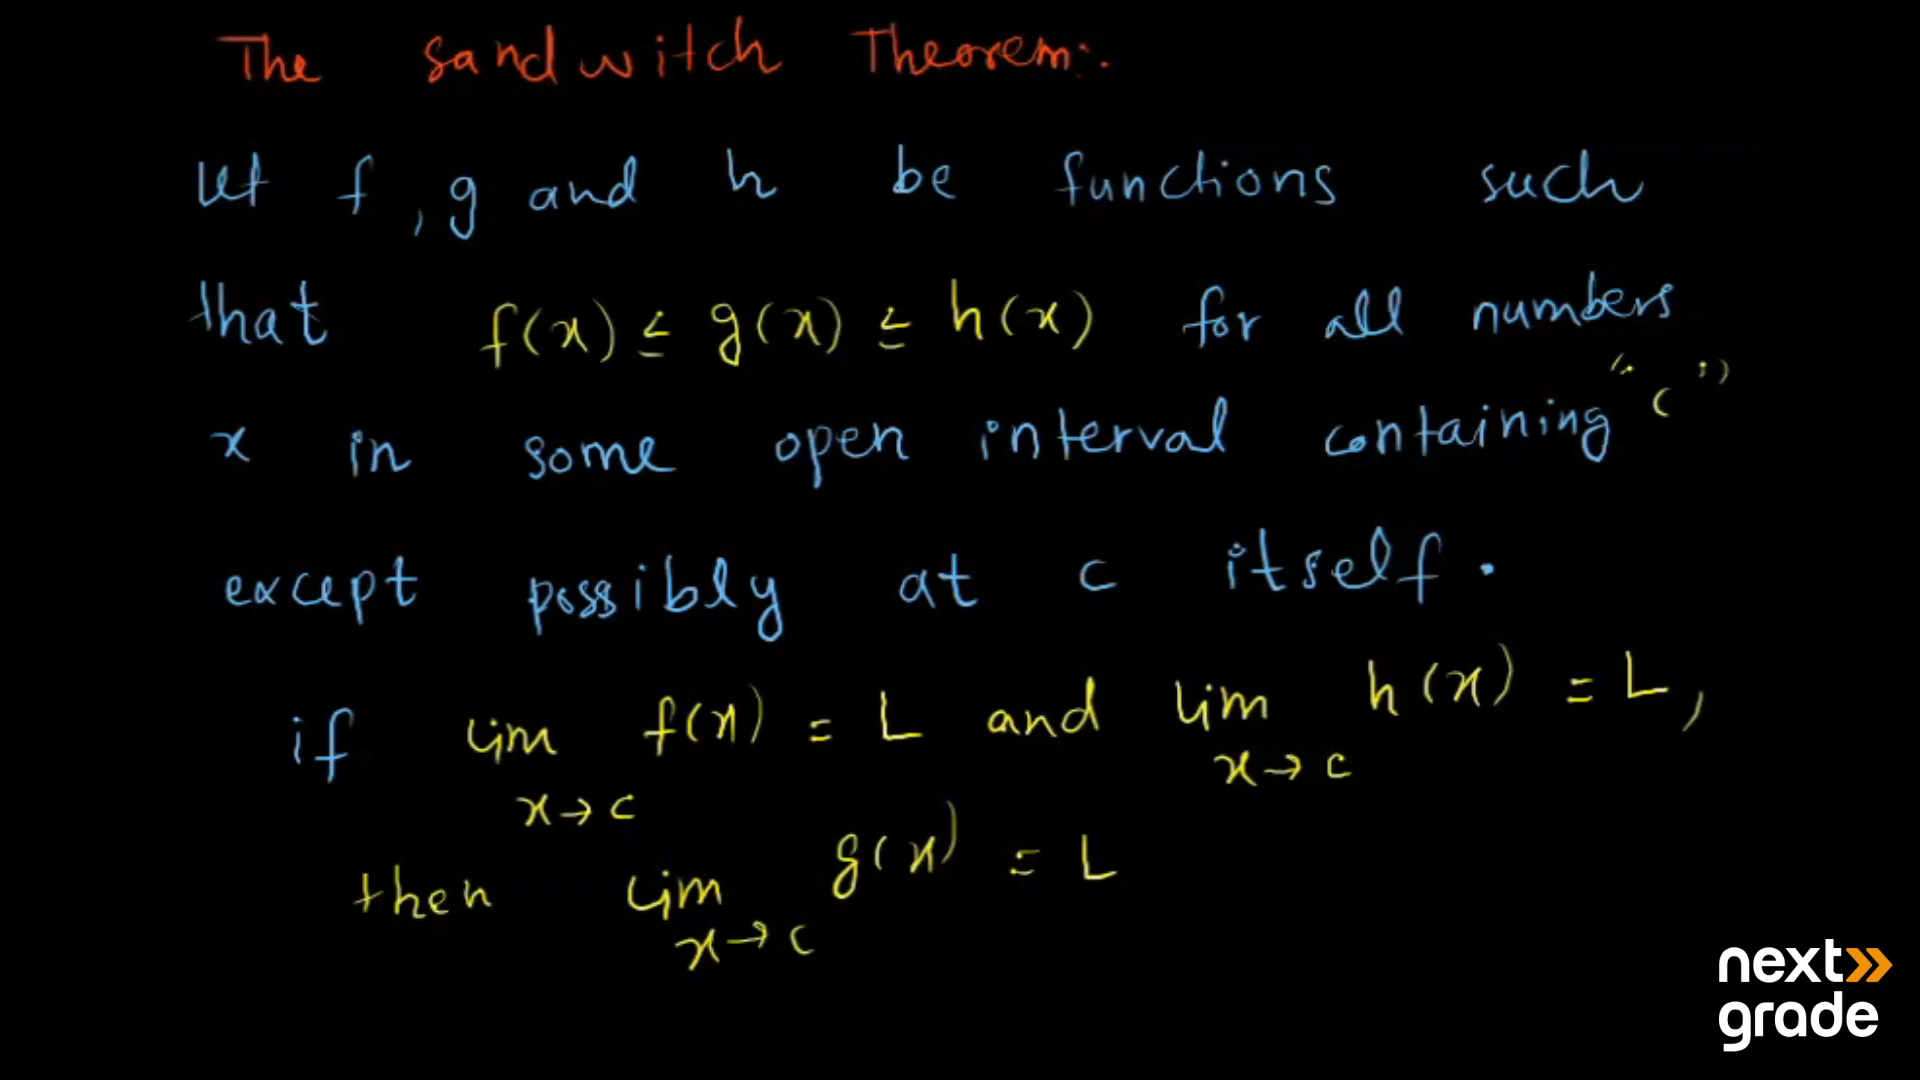 The Sandwitch Theorem:.
let f, g and h be functions such
that f(x) ≤ g(x) ≤ h(x) for all numbers
x in some open interval containing "c"
except possibly at c itself.
if lim f(x) = L and lim h(x) = L,
x→c x→c
then lim g(x) = L
x→c
next
grade